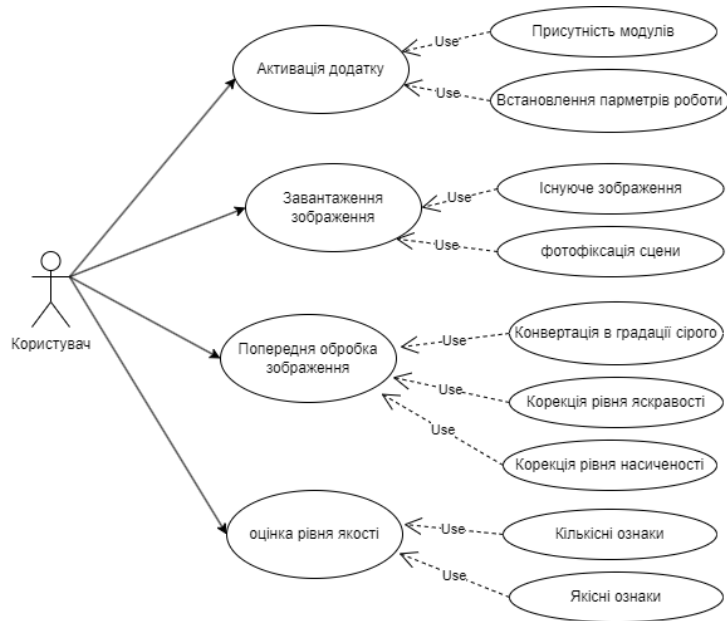 Користувач
Активація додатку
Use
Присутність модулів
Use
Встановлення парметрів роботи
Завантаження
зображення
Use
Існуюче зображення
Use
фотофіксація сцени
Попередня обробка
зображення
Use
Конвертація в градації сірого
Use
Корекція рівня яскравості
Use
Корекція рівня насиченості
оцінка рівня якості
Use
Кількісні ознаки
Use
Якісні ознаки